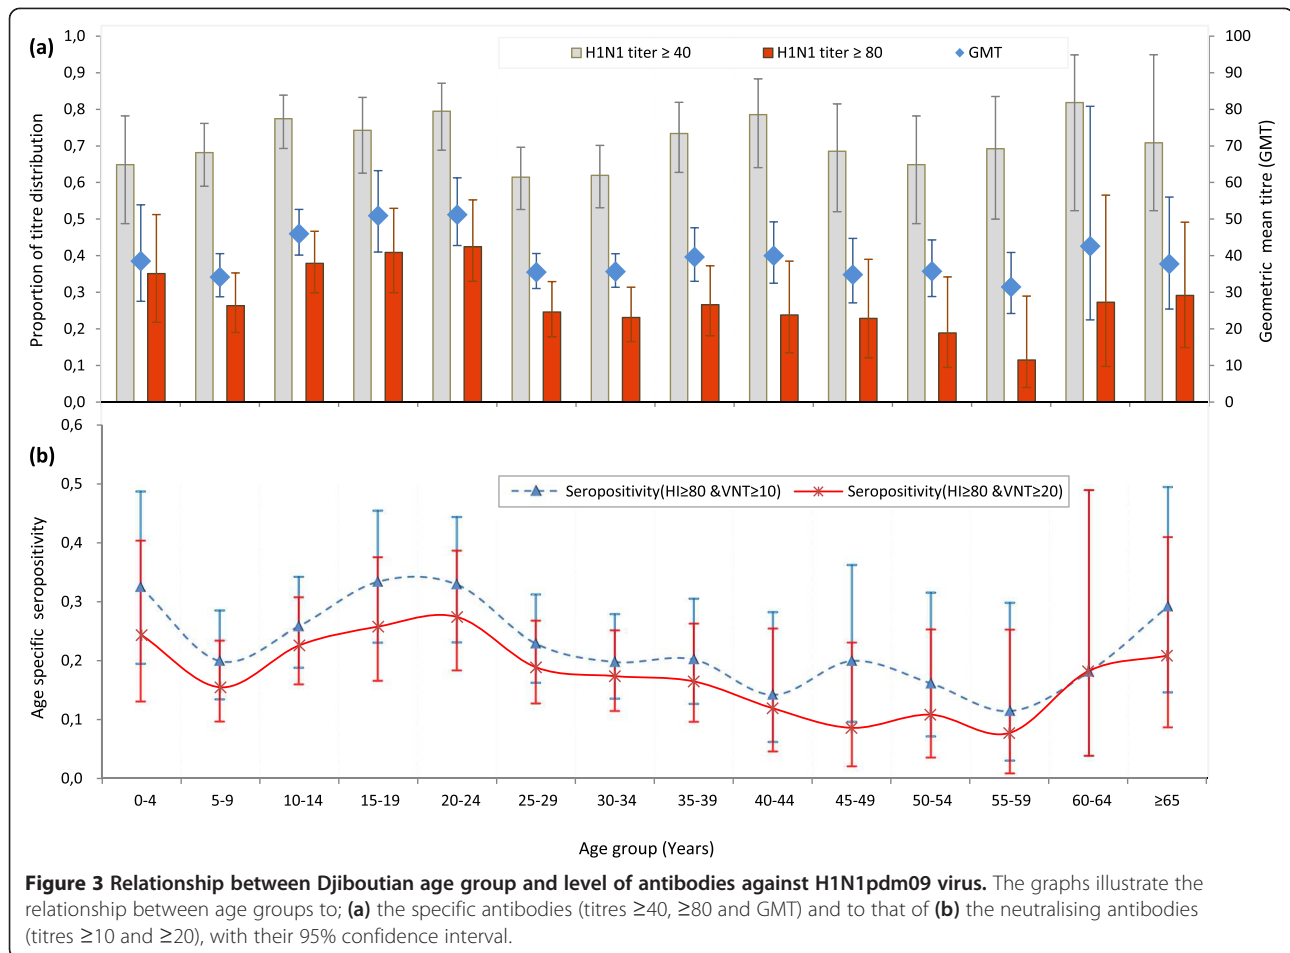 (a)
H1N1 titer ≥ 40
H1N1 titer ≥ 80
GMT
Proportion of titre distribution
1,0
0,9
0,8
0,7
0,6
0,5
0,4
0,3
0,2
0,1
0,0
100
90
80
70
60
50
40
30
20
10
0
Geometric mean titre (GMT)
(b)
Seropositivity(HI≥80 &VNT≥10)
Seropositivity(HI≥80 &VNT≥20)
Age specific seropositivity
0,6
0,5
0,4
0,3
0,2
0,1
0,0
0-4 5-9 10-14 15-19 20-24 25-29 30-34 35-39 40-44 45-49 50-54 55-59 60-64 ≥65
Age group (Years)
Figure 3 Relationship between Djiboutian age group and level of antibodies against H1N1pdm09 virus. The graphs illustrate the
relationship between age groups to; (a) the specific antibodies (titres ≥40, ≥80 and GMT) and to that of (b) the neutralising antibodies
(titres ≥10 and ≥20), with their 95% confidence interval.